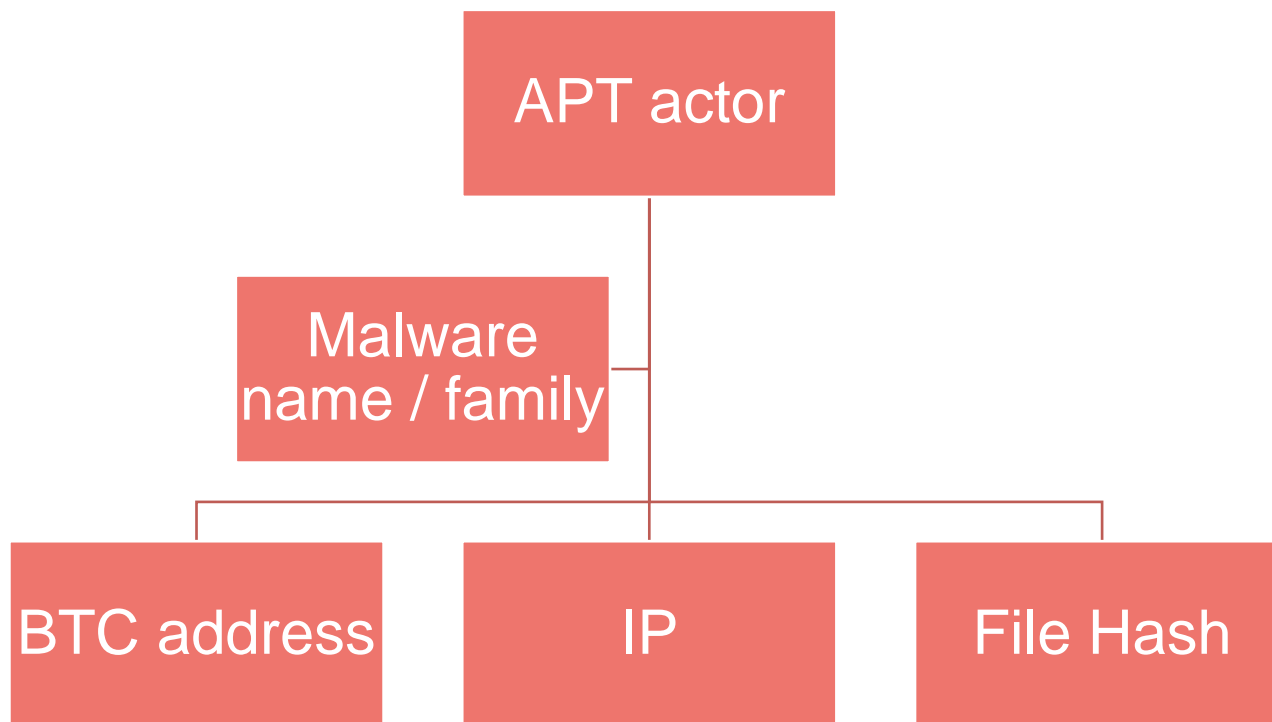 APT actor
Malware
name / family
BTC address
IP
File Hash